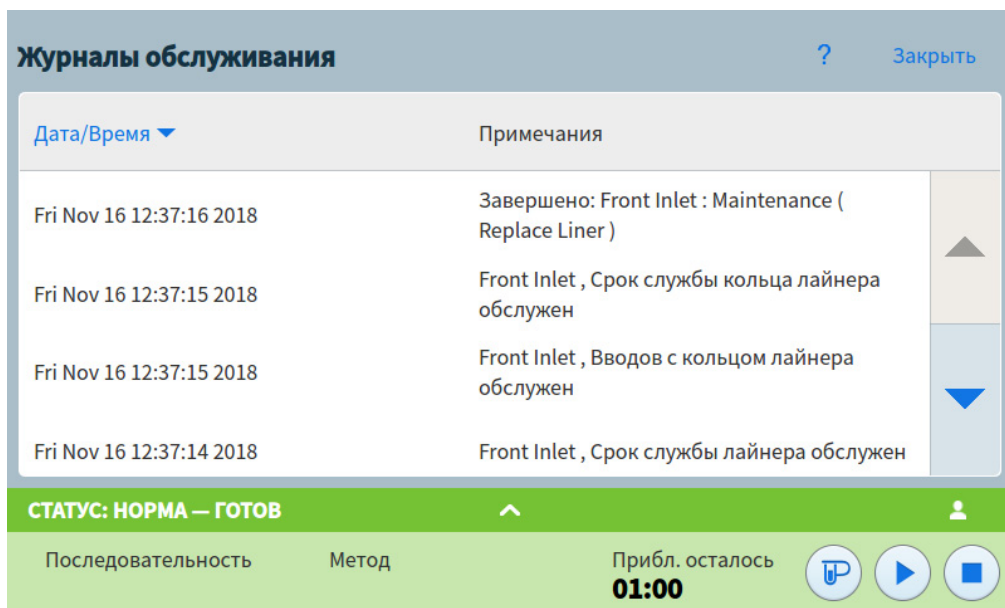 Журналы обслуживания ? Закрыть
Дата/Время Примечания
Fri Nov 16 12:37:16 2018 Завершено: Front Inlet : Maintenance (
Replace Liner )
Fri Nov 16 12:37:15 2018 Front Inlet , Срок службы кольца лайнера
обслужен
Fri Nov 16 12:37:15 2018 Front Inlet , Вводов с кольцом лайнера
обслужен
Fri Nov 16 12:37:14 2018 Front Inlet , Срок службы лайнера обслужен
СТАТУС: НОРМА — ГОТОВ
Последовательность Метод Прибл. осталось
01:00